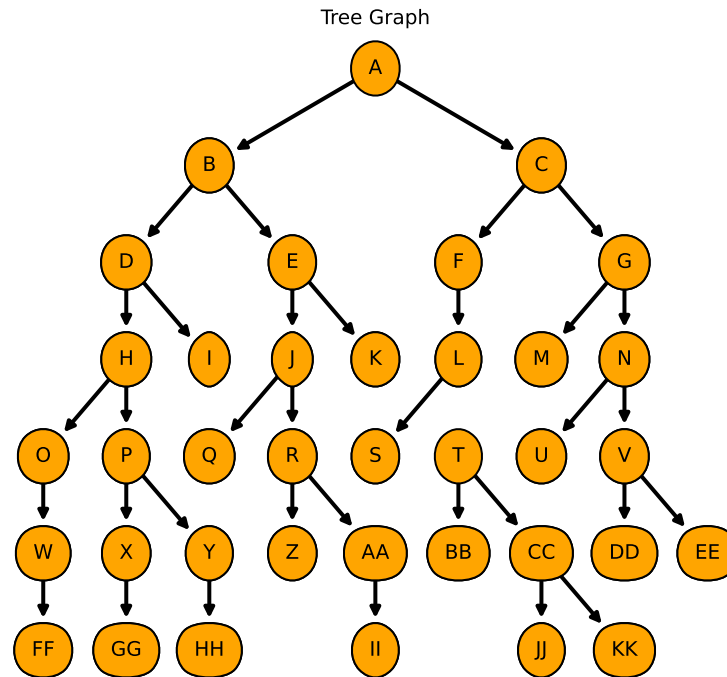 Tree Graph
A
B C
D E F G
H I J K L M N
O P Q R S T U V
W X Y Z AA BB CC DD EE
FF GG HH II JJ KK